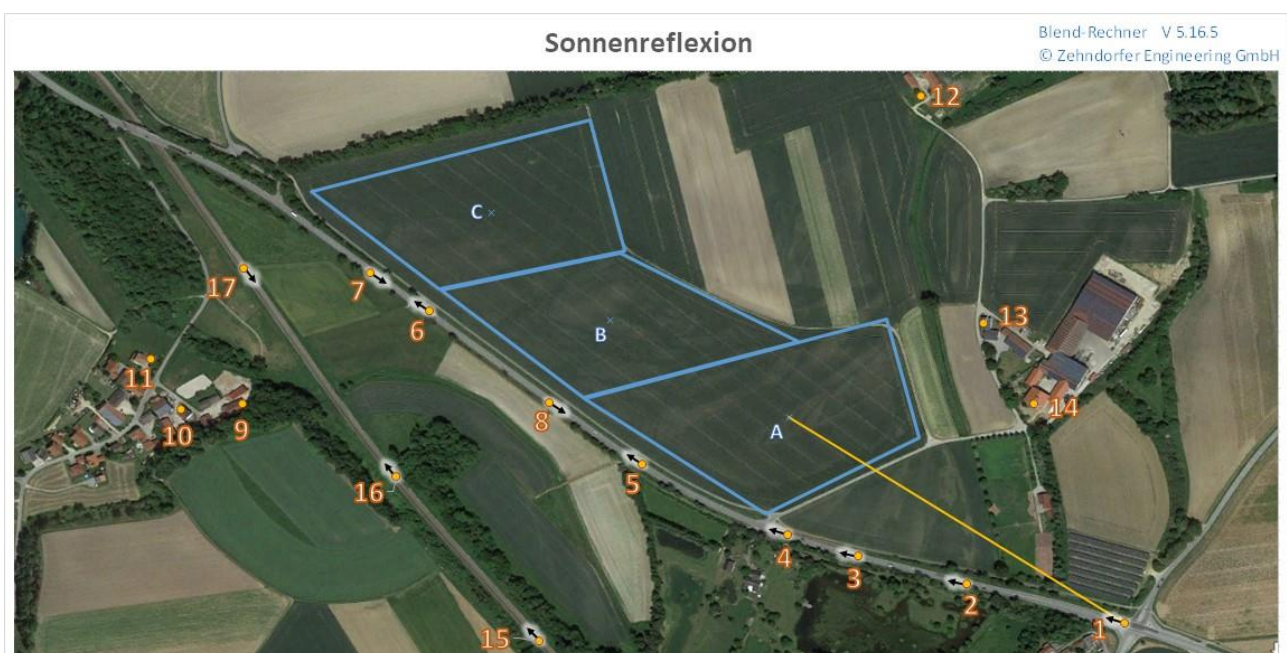 Sonnenreflexion
Blend-Rechner V 5.16.5
© Zehndorfer Engineering GmbH
12
C
17
7
6
13
B
11
14
8
A
10
9
5
16
4
3
2
1
15